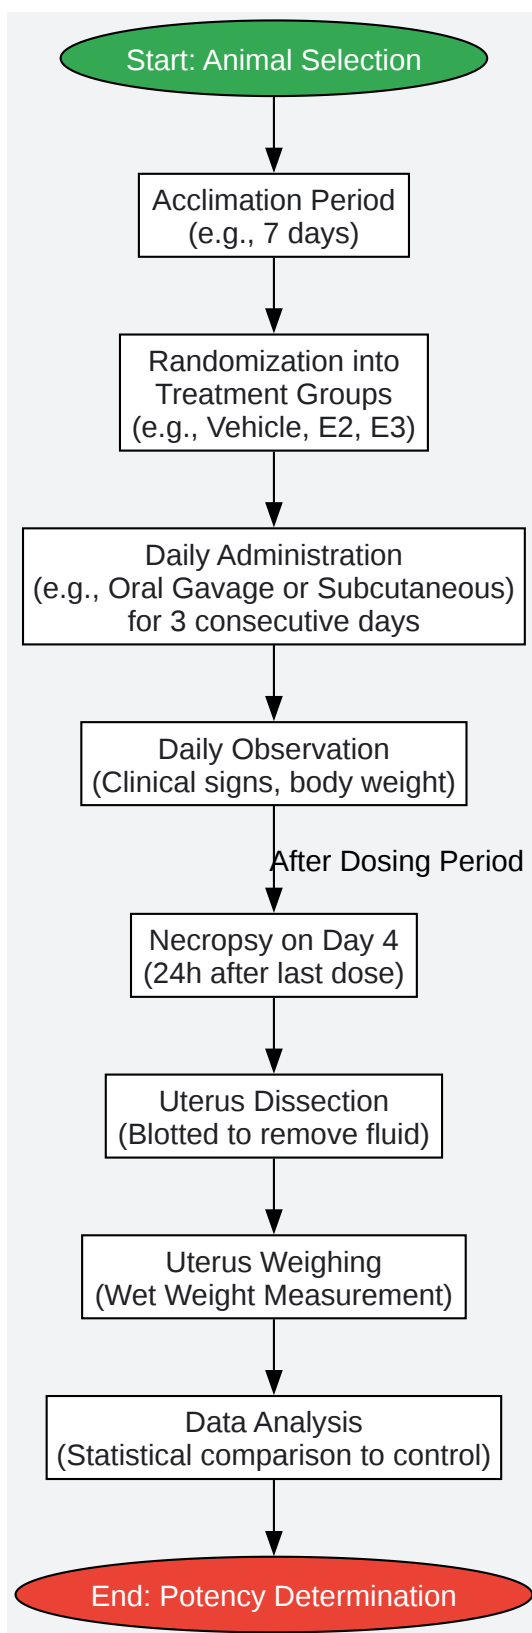 Start: Animal Selection
Acclimation Period
(e.g., 7 days)
Randomization into
Treatment Groups
(e.g., Vehicle, E2, E3)
Daily Administration
(e.g., Oral Gavage or Subcutaneous)
for 3 consecutive days
Daily Observation
(Clinical signs, body weight)
After Dosing Period
Necropsy on Day 4
(24h after last dose)
Uterus Dissection
(Blotted to remove fluid)
Uterus Weighing
(Wet Weight Measurement)
Data Analysis
(Statistical comparison to control)
End: Potency Determination